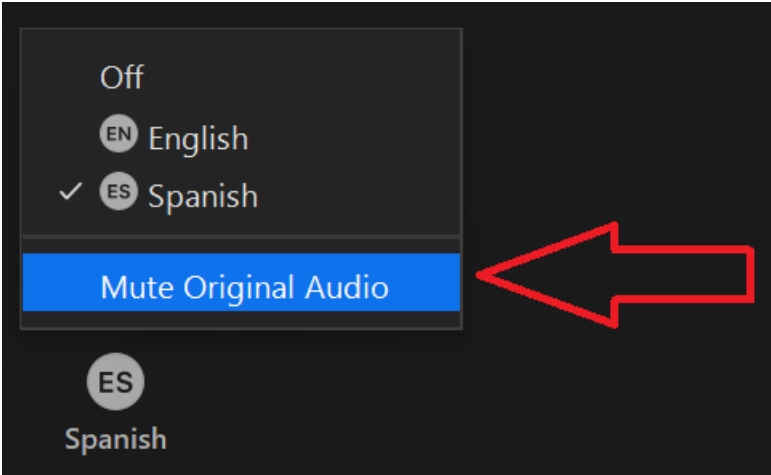 Off
EN English
ES Spanish
Mute Original Audio
ES
Spanish